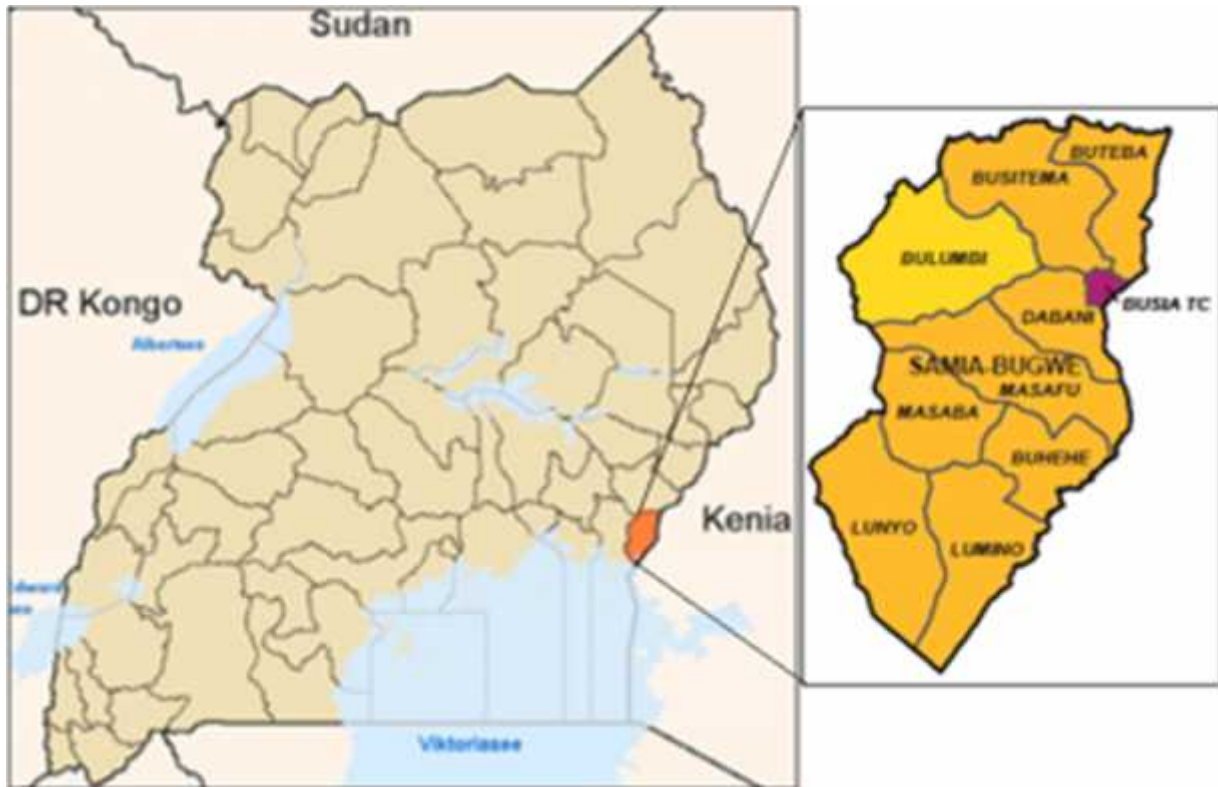 Sudan
DR Kongo
Albertsee
Kenia
Viktoriasee
BUTEBA
BUSITEMA
BULUMBI
BUSIA TC
DABANI
SAMIA-BUGWE
MASAFU
MASABA
BUHEHE
LUNYO
LUMINO